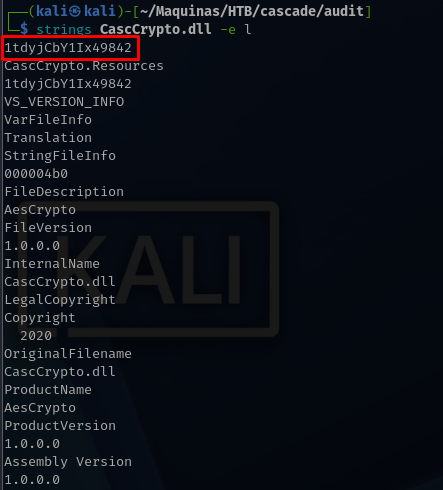 ┌──(kali㉿kali)-[~/Maquinas/HTB/cascade/audit]
└─$ strings CascCrypto.dll -e l
1tdyjCbY1Ix49842
CascCrypto.Resources
1tdyjCbY1Ix49842
VS_VERSION_INFO
VarFileInfo
Translation
StringFileInfo
000004b0
FileDescription
AesCrypto
FileVersion
1.0.0.0
InternalName
CascCrypto.dll
LegalCopyright
Copyright
  2020
OriginalFilename
CascCrypto.dll
ProductName
AesCrypto
ProductVersion
1.0.0.0
Assembly Version
1.0.0.0
KALI